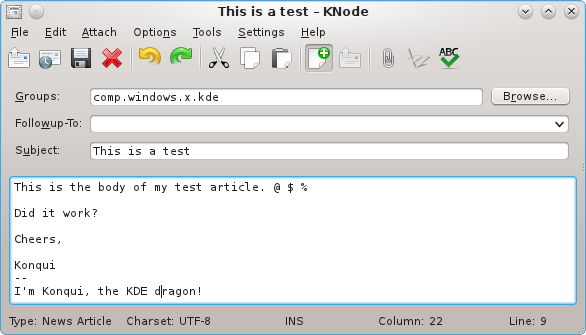 This is a test – KNode
File Edit Attach Options Tools Settings Help
ABC
Groups: comp.windows.x.kde Browse...
Followup-To:
Subject: This is a test
This is the body of my test article. @ $ %
Did it work?
Cheers,
Konqui
--
I'm Konqui, the KDE dragon!
Type: News Article Charset: UTF-8 INS Column: 22 Line: 9